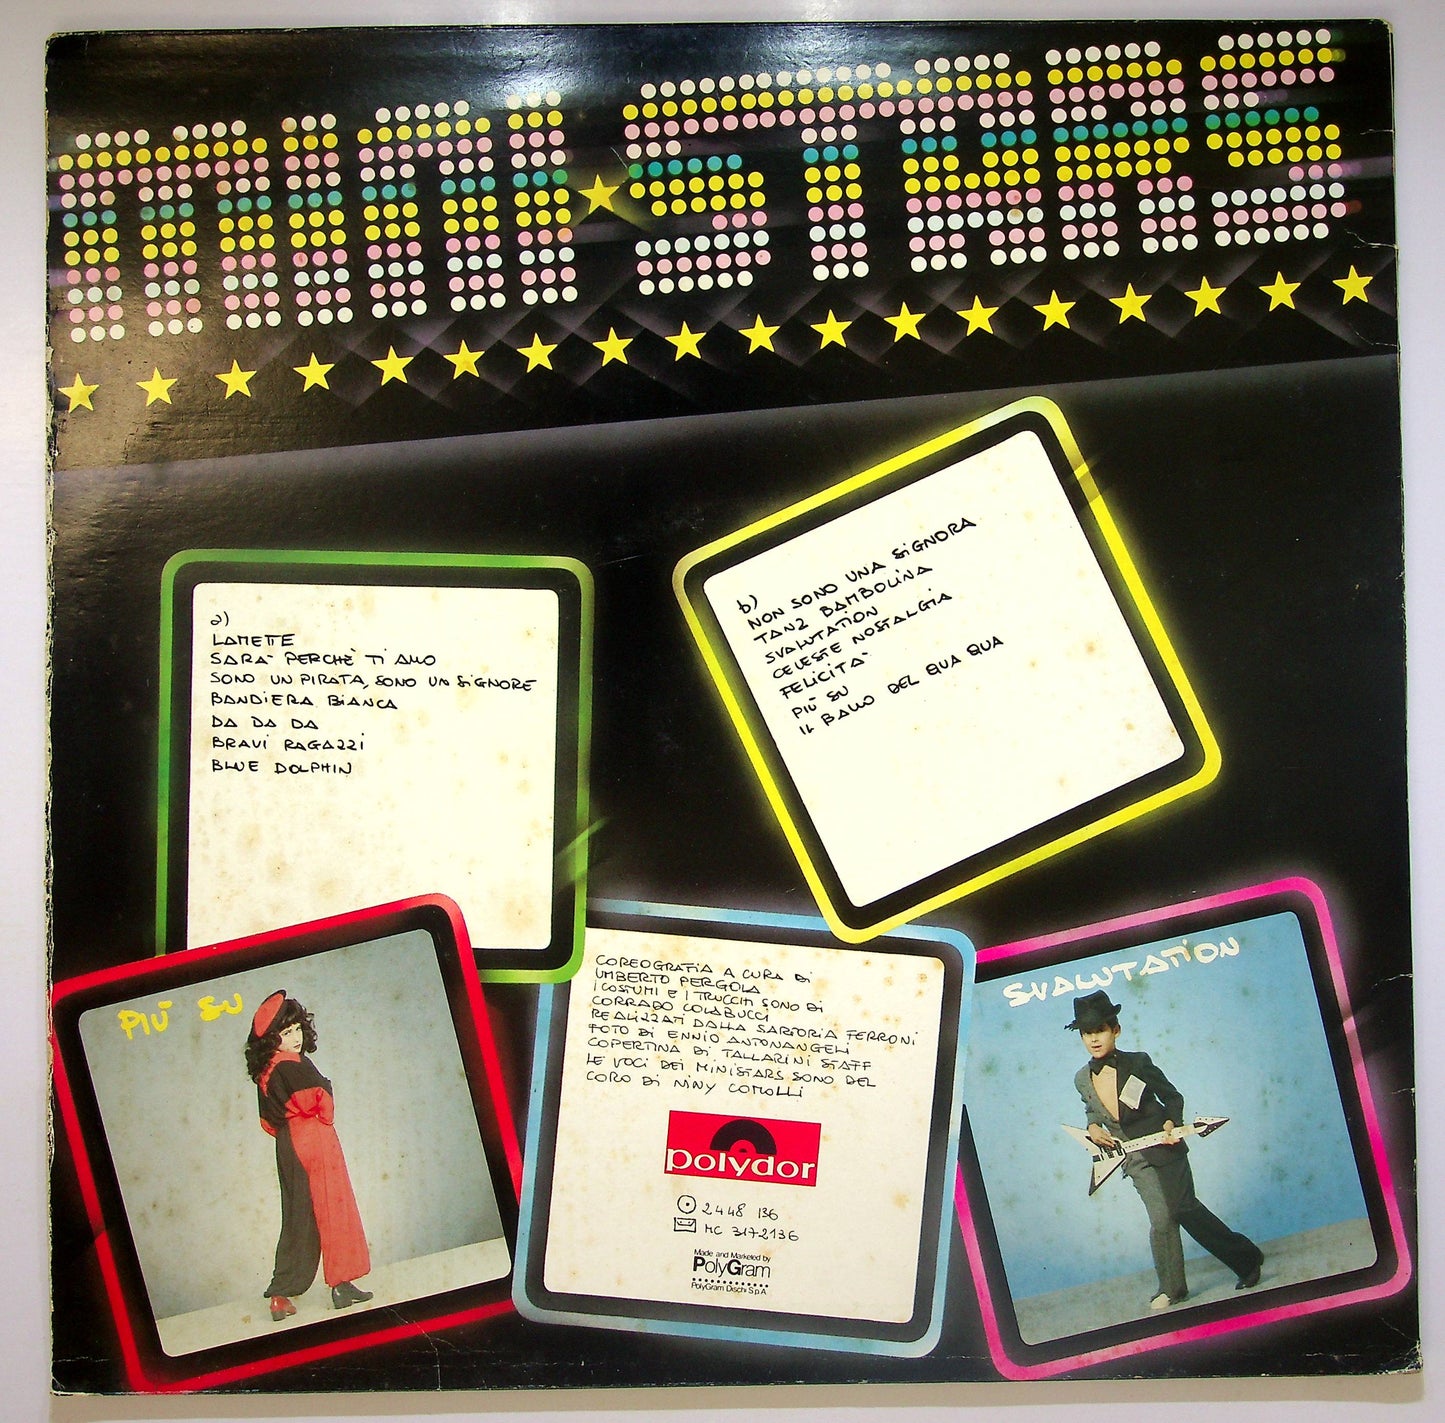 MINI★STARS
a)
LAMETTE
SARA' PERCHÈ TI AMO
SONO UN PIRATA, SONO UN SIGNORE
BANDIERA BIANCA
DA DA DA
BRAVI RAGAZZI
BLUE DOLPHIN
b)
NON SONO UNA SIGNORA
TANZ BAMBOLINA
SVALUTATION
CELESTE NOSTALGIA
FELICITA'
PIÙ SU
IL BALLO DEL QUA QUA
PIÙ SU
COREOGRAFIA A CURA DI
UMBERTO PERGOLA
I COSTUMI E I TRUCCHI SONO DI
CORRADO COLABUCCI
REALIZZATI DALLA SARTORIA FERRONI
FOTO DI ENNIO ANTONANGELI
COPERTINA DI TALLARINI STAFF
LE VOCI DEI MINISTARS SONO DEL
CORO DI NINY COMOLLI
polydor
2448 136
MC 3172136
Made and Marketed by
PolyGram
PolyGram Dischi S.p.A
SVALUTATION